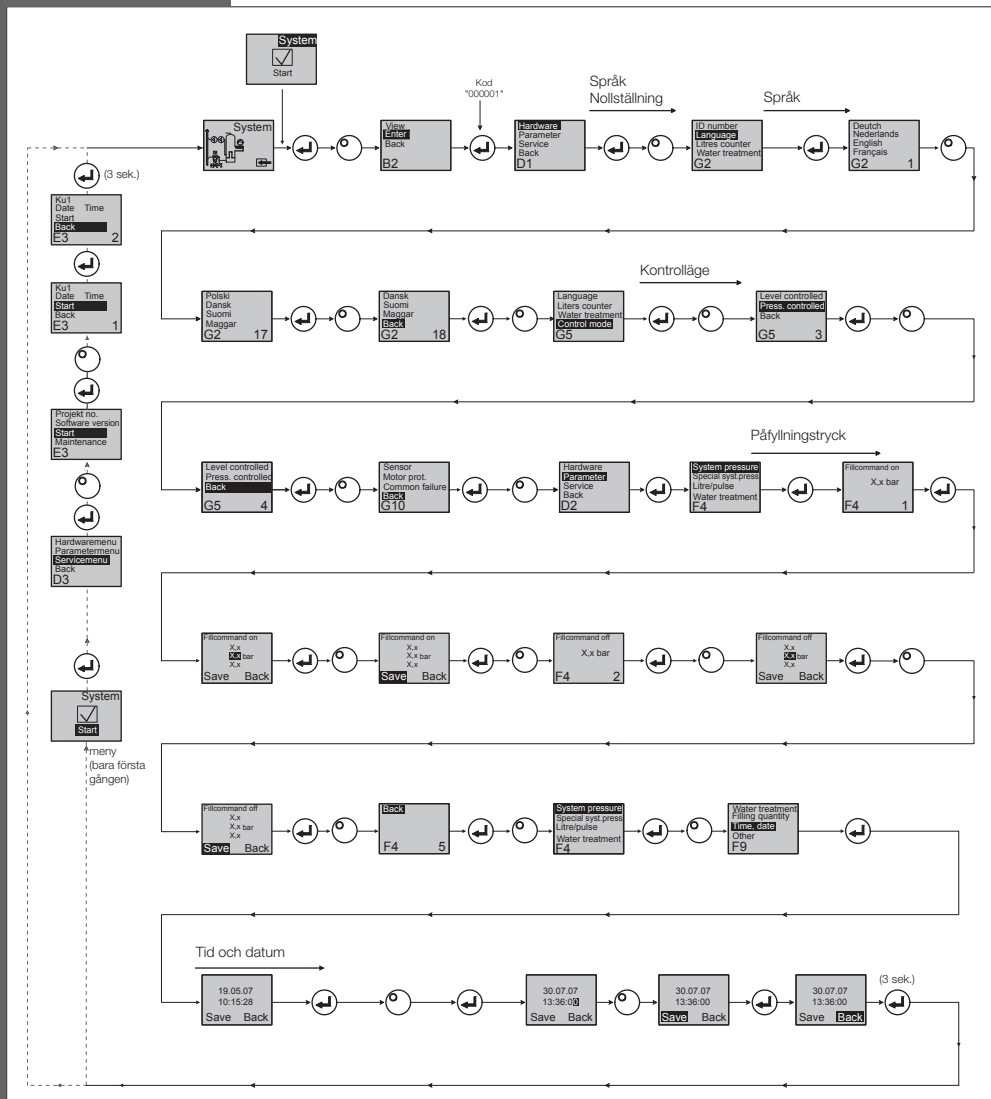 System
Start
Kod
"000001"
Språk
Nollställning
Språk
System
View
Enter
Back
B2
Hardware
Parameter
Service
Back
D1
ID number
Language
Litres counter
Water treatment
G2
Deutch
Nederlands
English
Français
G2 1
(3 sek.)
Ku1
Date Time
Start
Back
E3 2
Ku1
Date Time
Start
Back
E3 1
Projekt no.
Software version
Start
Maintenance
E3
Hardwaremenu
Parametermenu
Servicemenu
Back
D3
System
Start
meny
(bara första
gången)
Kontrolläge
Polski
Dansk
Suomi
Maggar
G2 17
Dansk
Suomi
Maggar
Back
G2 18
Language
Liters counter
Water treatment
Control mode
G5
Level controlled
Press. controlled
Back
G5 3
Påfyllningstryck
Level controlled
Press. controlled
Back
G5 4
Sensor
Motor prot.
Common failure
Back
G10
Hardware
Parameter
Service
Back
D2
System pressure
Special syst.press
Litre/pulse
Water treatment
F4
Fillcommand on
X,x bar
F4 1
Fillcommand on
X,x
X,x bar
X,x
Save Back
Fillcommand on
X,x
X,x bar
X,x
Save Back
Fillcommand off
X,x bar
F4 2
Fillcommand off
X,x
X,x bar
X,x
Save Back
Fillcommand off
X,x
X,x bar
X,x
Save Back
Back
F4 5
System pressure
Special syst.press
Litre/pulse
Water treatment
F4
Water treatment
Filling quantity
Time, date
Other
F9
Tid och datum
19.05.07
10:15:28
Save Back
30.07.07
13:36:00
Save Back
30.07.07
13:36:00
Save Back
30.07.07
13:36:00
Save Back
(3 sek.)